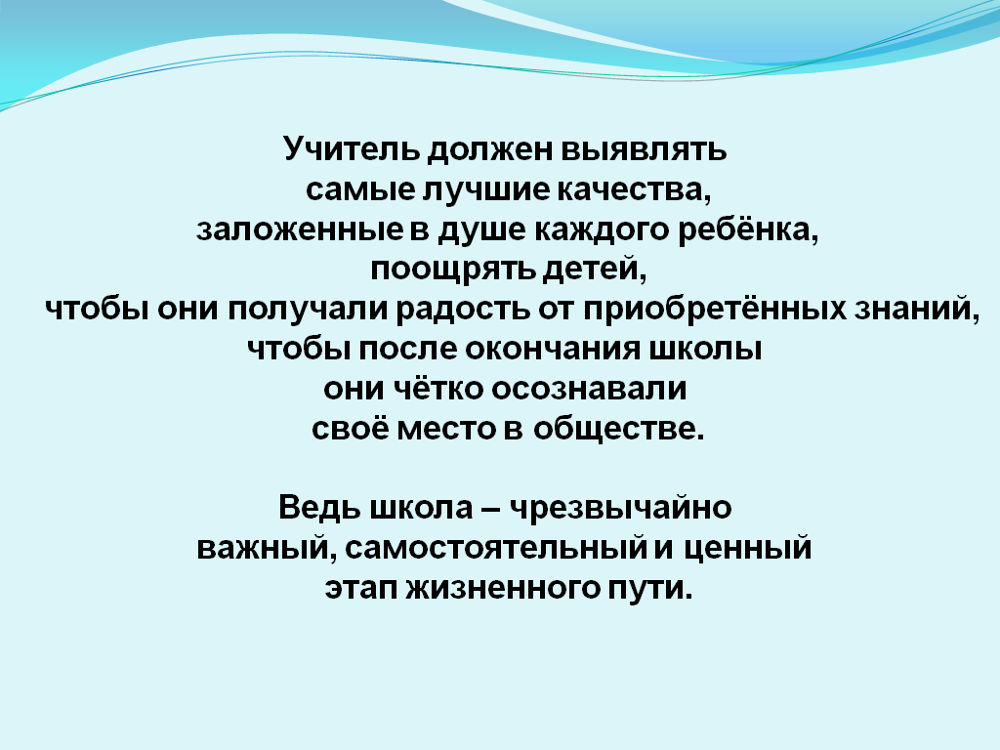 Учитель должен выявлять
самые лучшие качества,
заложенные в душе каждого ребёнка,
поощрять детей,
чтобы они получали радость от приобретённых знаний,
чтобы после окончания школы
они чётко осознавали
своё место в обществе.
Ведь школа – чрезвычайно
важный, самостоятельный и ценный
этап жизненного пути.